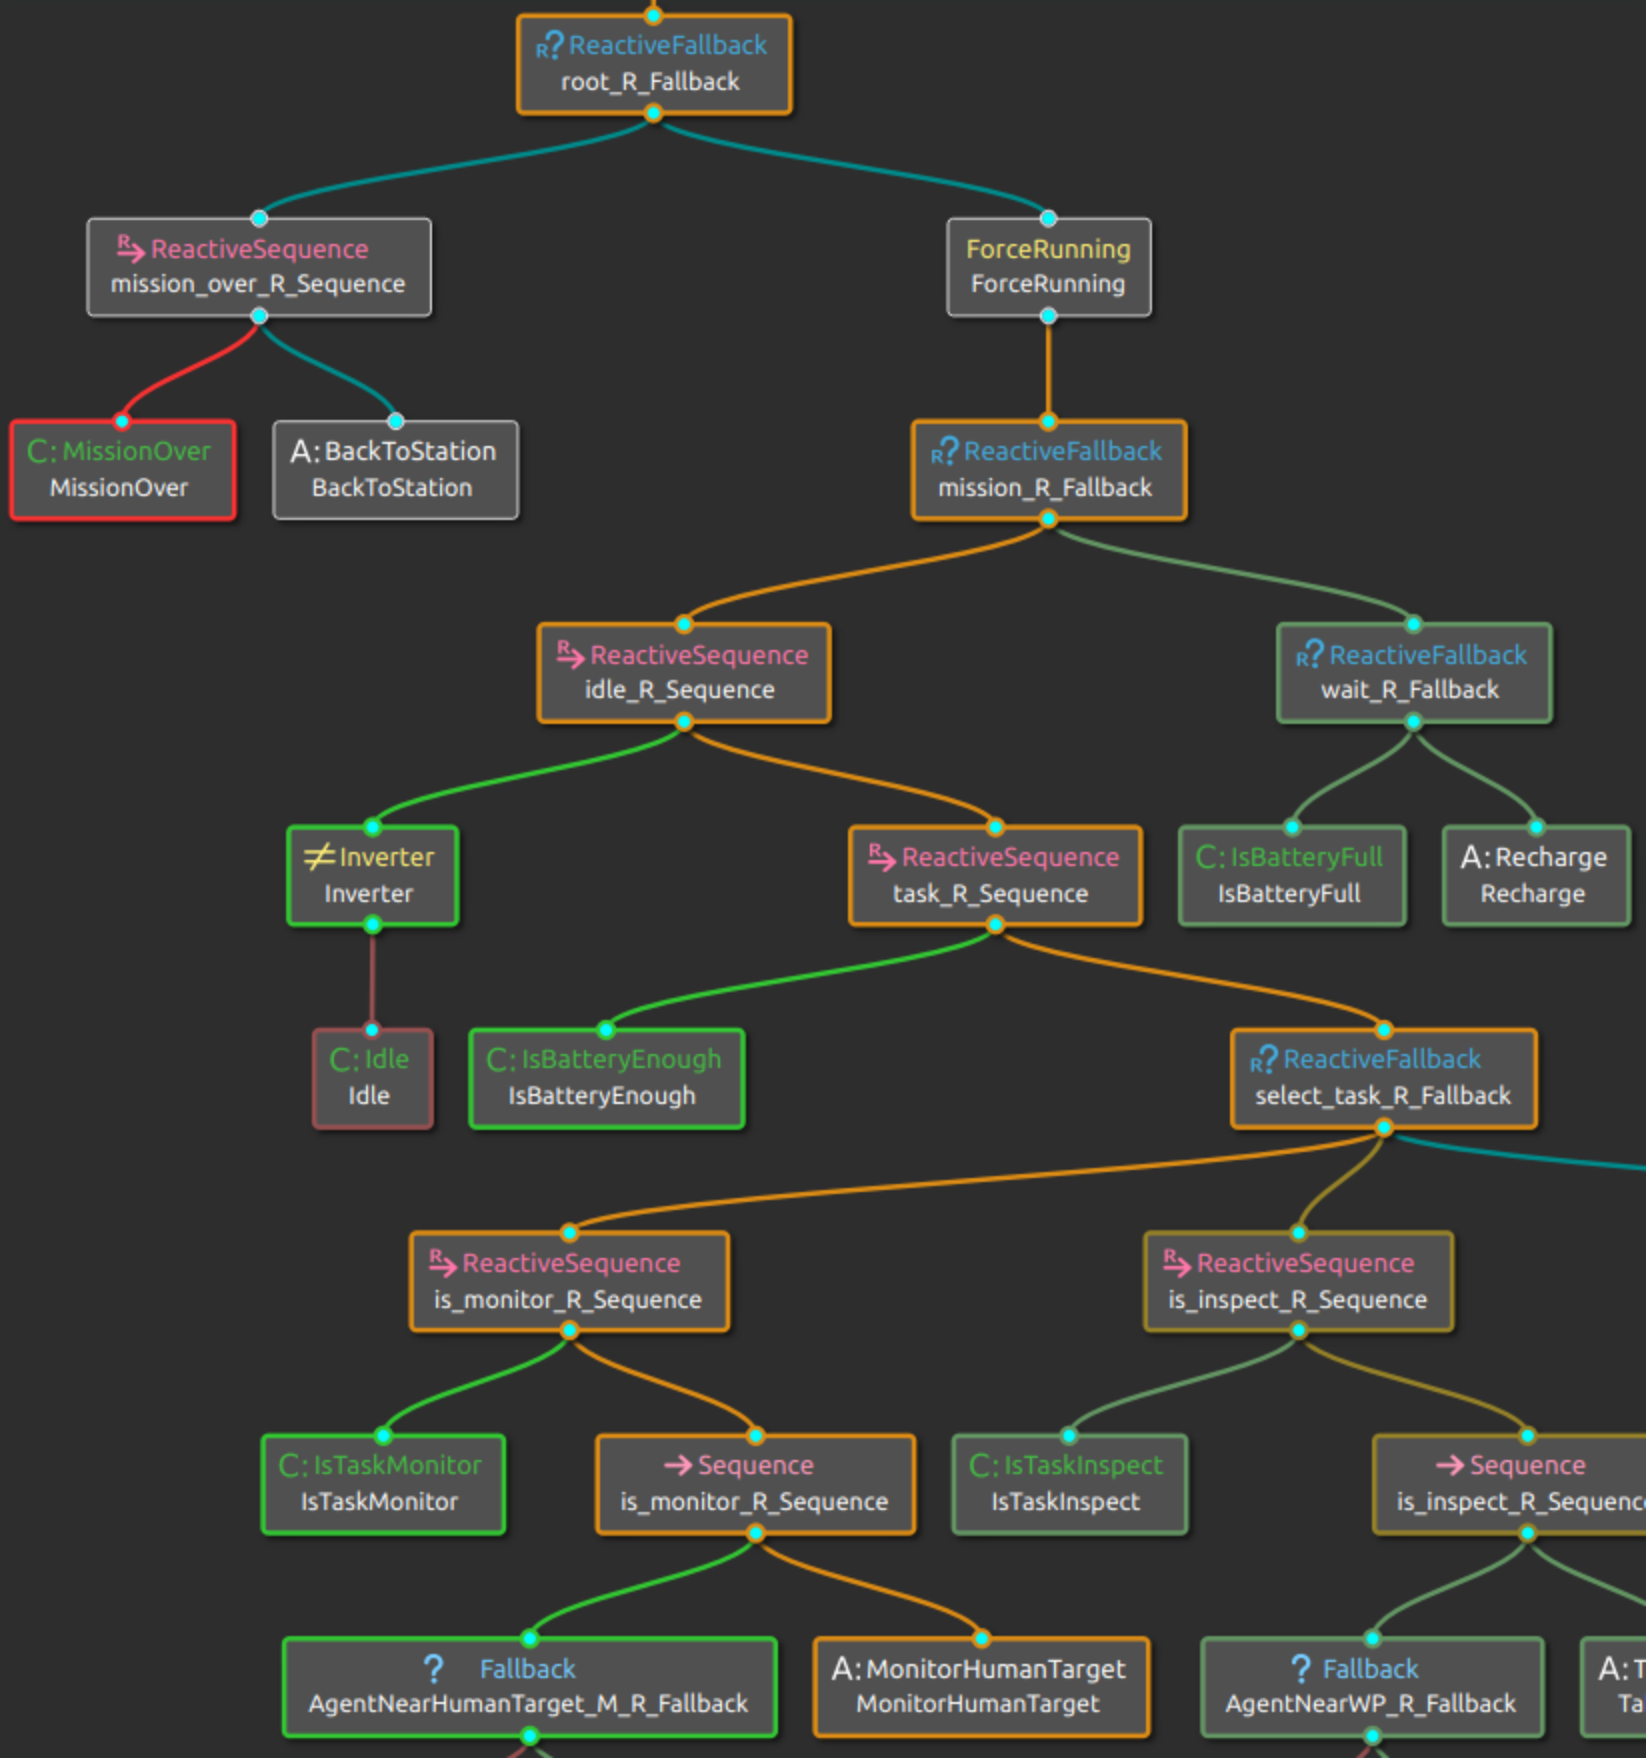 R? ReactiveFallback
root_R_Fallback
R→ ReactiveSequence
mission_over_R_Sequence
ForceRunning
ForceRunning
C: MissionOver
MissionOver
A: BackToStation
BackToStation
R? ReactiveFallback
mission_R_Fallback
R→ ReactiveSequence
idle_R_Sequence
R? ReactiveFallback
wait_R_Fallback
≠ Inverter
Inverter
R→ ReactiveSequence
task_R_Sequence
C: IsBatteryFull
IsBatteryFull
A: Recharge
Recharge
C: Idle
Idle
C: IsBatteryEnough
IsBatteryEnough
R? ReactiveFallback
select_task_R_Fallback
R→ ReactiveSequence
is_monitor_R_Sequence
R→ ReactiveSequence
is_inspect_R_Sequence
C: IsTaskMonitor
IsTaskMonitor
→ Sequence
is_monitor_R_Sequence
C: IsTaskInspect
IsTaskInspect
→ Sequence
is_inspect_R_Sequence
? Fallback
AgentNearHumanTarget_M_R_Fallback
A: MonitorHumanTarget
MonitorHumanTarget
? Fallback
AgentNearWP_R_Fallback
A: T
Ta